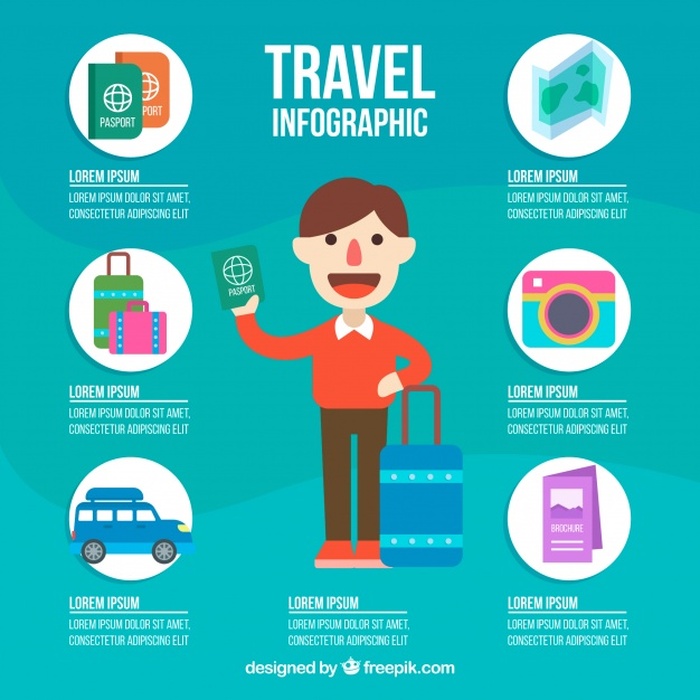 TRAVEL
INFOGRAPHIC
PASPORT
PORT
LOREM IPSUM
LOREM IPSUM DOLOR SIT AMET,
CONSECTETUR ADIPISCING ELIT
LOREM IPSUM
LOREM IPSUM DOLOR SIT AMET,
CONSECTETUR ADIPISCING ELIT
PASPORT
LOREM IPSUM
LOREM IPSUM DOLOR SIT AMET,
CONSECTETUR ADIPISCING ELIT
LOREM IPSUM
LOREM IPSUM DOLOR SIT AMET,
CONSECTETUR ADIPISCING ELIT
BROCHURE
LOREM IPSUM
LOREM IPSUM DOLOR SIT AMET,
CONSECTETUR ADIPISCING ELIT
LOREM IPSUM
LOREM IPSUM DOLOR SIT AMET,
CONSECTETUR ADIPISCING ELIT
LOREM IPSUM
LOREM IPSUM DOLOR SIT AMET,
CONSECTETUR ADIPISCING ELIT
designed by freepik.com